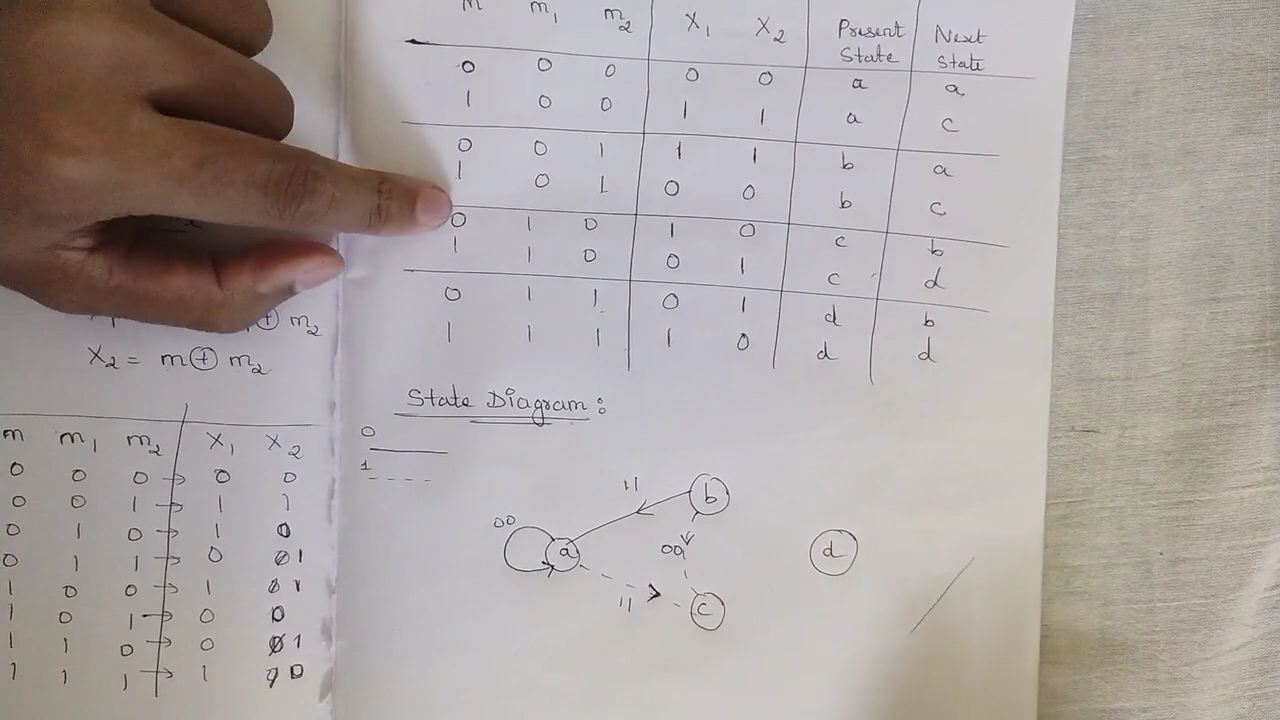 m m₁ m₂ X₁ X₂ Present State Next State
0 0 0 0 0 a a
1 0 0 1 1 a c
0 0 1 1 1 b a
1 0 1 0 0 b c
0 1 0 1 0 c b
1 1 0 0 1 c d
0 1 1 0 1 d b
1 1 1 1 0 d d
⊕ m₂
X₂ = m ⊕ m₂
m m₁ m₂ X₁ X₂
0 0 0 → 0 0
0 0 1 → 1 1
0 1 0 → 1 0
0 1 1 → 0 1
1 0 0 → 1 1
1 0 1 → 0 0
1 1 0 → 0 1
1 1 1 → 1 0
State Diagram :
0
1
11 b
00 a 00 d
11 c